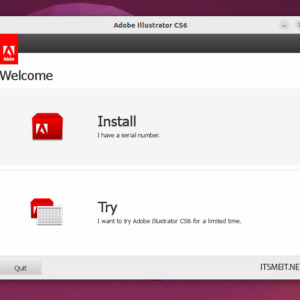 Adobe Illustrator CS6
Adobe
Welcome
Install
I have a serial number.
Try
I want to try Adobe Illustrator CS6 for a limited time.
Quit
ITSMEIT.NE